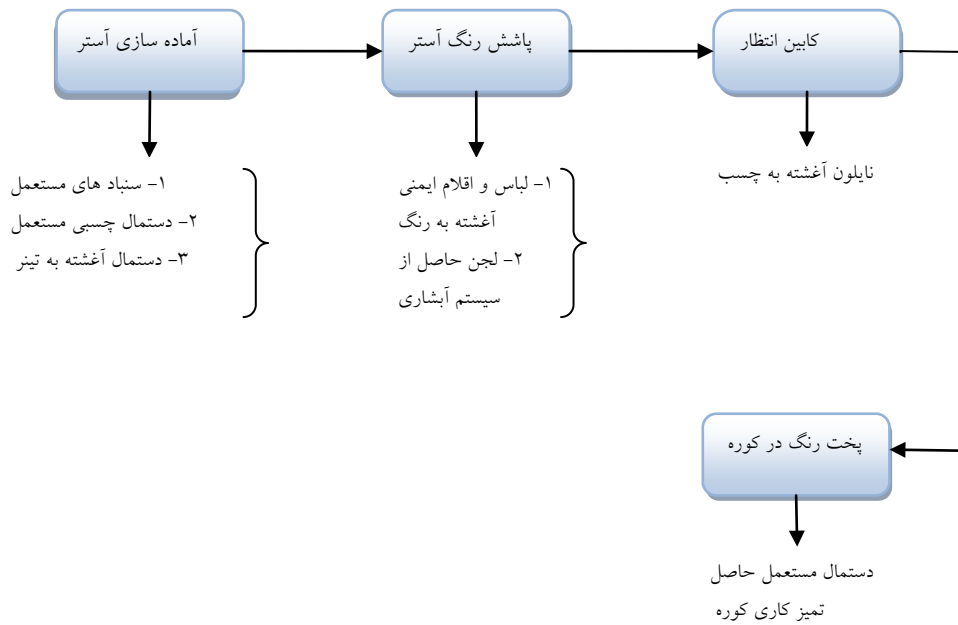 آماده سازی آستر
پاشش رنگ آستر
کابین انتظار
۱- سنباد های مستعمل
۲- دستمال چسبی مستعمل
۳- دستمال آغشته به تینر
۱- لباس و اقلام ایمنی
آغشته به رنگ
۲- لجن حاصل از
سیستم آبشاری
نایلون آغشته به چسب
پخت رنگ در کوره
دستمال مستعمل حاصل
تمیز کاری کوره